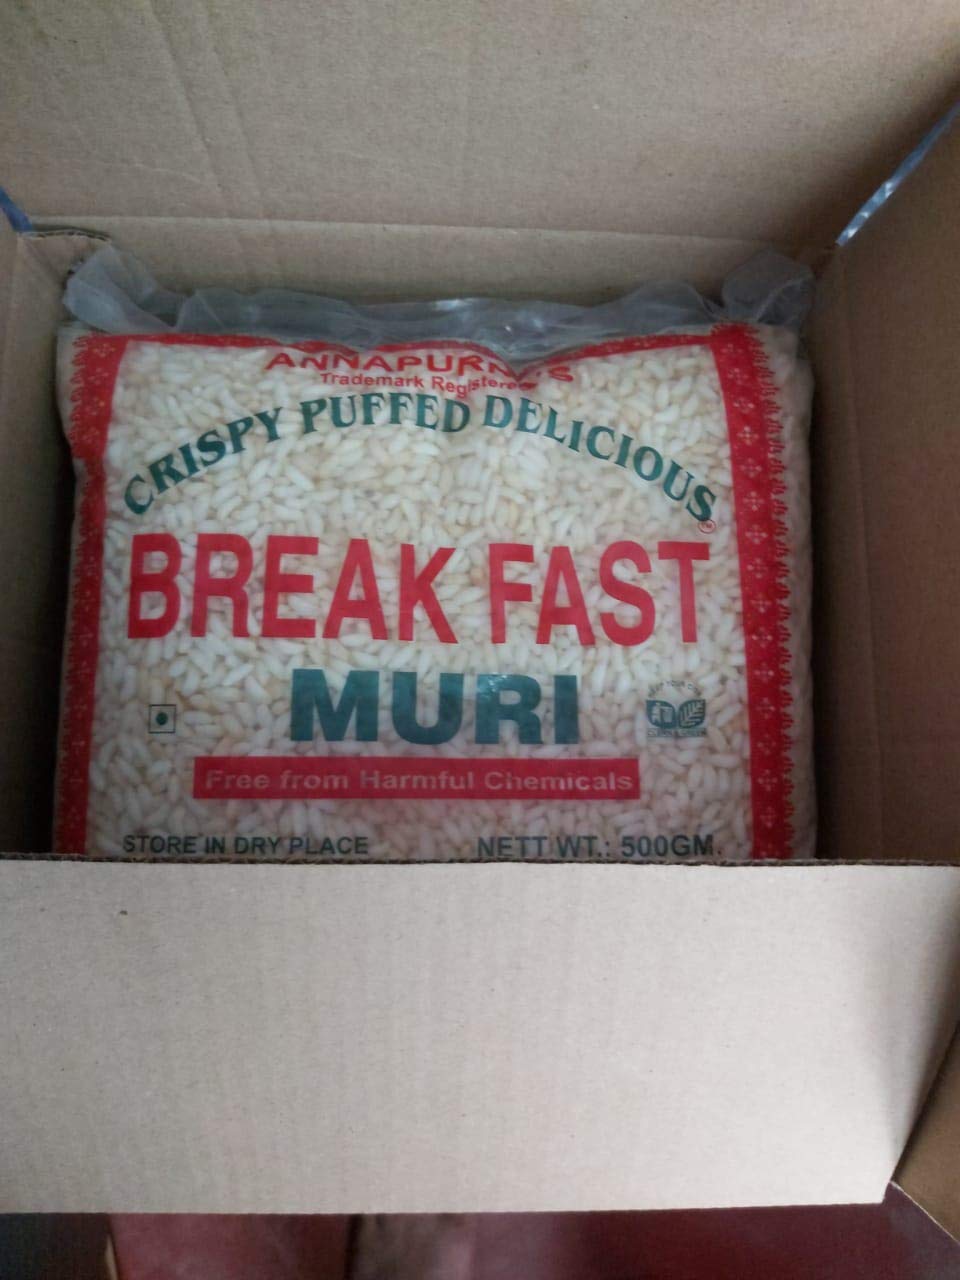 Trademark Registered
CRISPY PUFFED DELICIOUS
TM
BREAK FAST
MURI
Free from Harmful Chemicals
STORE IN DRY PLACE
NETT WT.: 500GM.